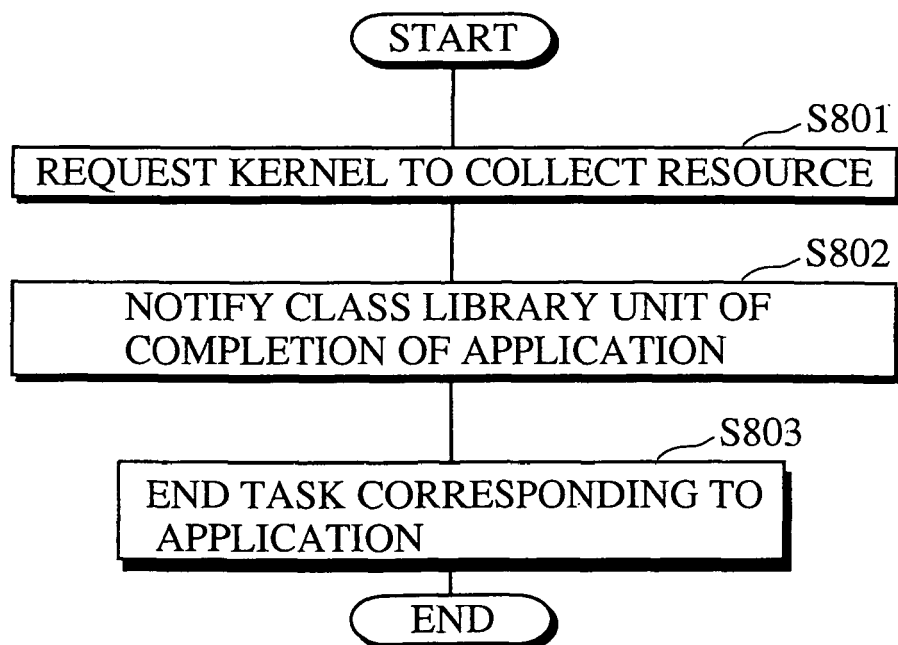 START
S801
REQUEST KERNEL TO COLLECT RESOURCE
S802
NOTIFY CLASS LIBRARY UNIT OF
COMPLETION OF APPLICATION
S803
END TASK CORRESPONDING TO
APPLICATION
END